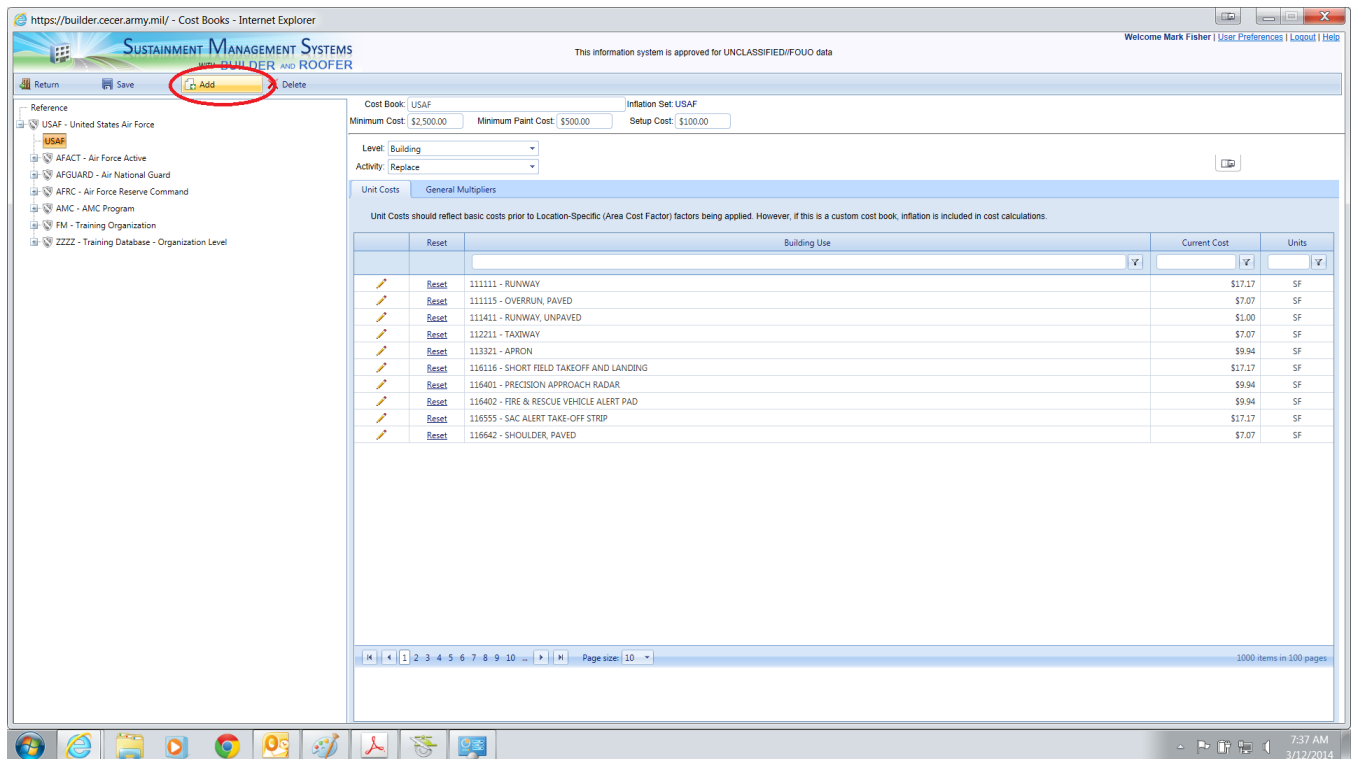 https://builder.cecer.army.mil/ - Cost Books - Internet Explorer
SUSTAINMENT MANAGEMENT SYSTEMS
WITH BUILDER AND ROOFER
This information system is approved for UNCLASSIFIED//FOUO data
Welcome Mark Fisher | User Preferences | Logout | Help
Return Save Add Delete
Reference
USAF - United States Air Force
USAF
AFACT - Air Force Active
AFGUARD - Air National Guard
AFRC - Air Force Reserve Command
AMC - AMC Program
FM - Training Organization
ZZZZ - Training Database - Organization Level
Cost Book: USAF Inflation Set: USAF
Minimum Cost: $2,500.00 Minimum Paint Cost: $500.00 Setup Cost: $100.00
Level: Building
Activity: Replace
Unit Costs General Multipliers
Unit Costs should reflect basic costs prior to Location-Specific (Area Cost Factor) factors being applied. However, if this is a custom cost book, inflation is included in cost calculations.
Reset Building Use Current Cost Units
Reset 111111 - RUNWAY $17.17 SF
Reset 111115 - OVERRUN, PAVED $7.07 SF
Reset 111411 - RUNWAY, UNPAVED $1.00 SF
Reset 112211 - TAXIWAY $7.07 SF
Reset 113321 - APRON $9.94 SF
Reset 116116 - SHORT FIELD TAKEOFF AND LANDING $17.17 SF
Reset 116401 - PRECISION APPROACH RADAR $9.94 SF
Reset 116402 - FIRE & RESCUE VEHICLE ALERT PAD $9.94 SF
Reset 116555 - SAC ALERT TAKE-OFF STRIP $17.17 SF
Reset 116642 - SHOULDER, PAVED $7.07 SF
1 2 3 4 5 6 7 8 9 10 ... Page size: 10 1000 items in 100 pages
7:37 AM
3/12/2014